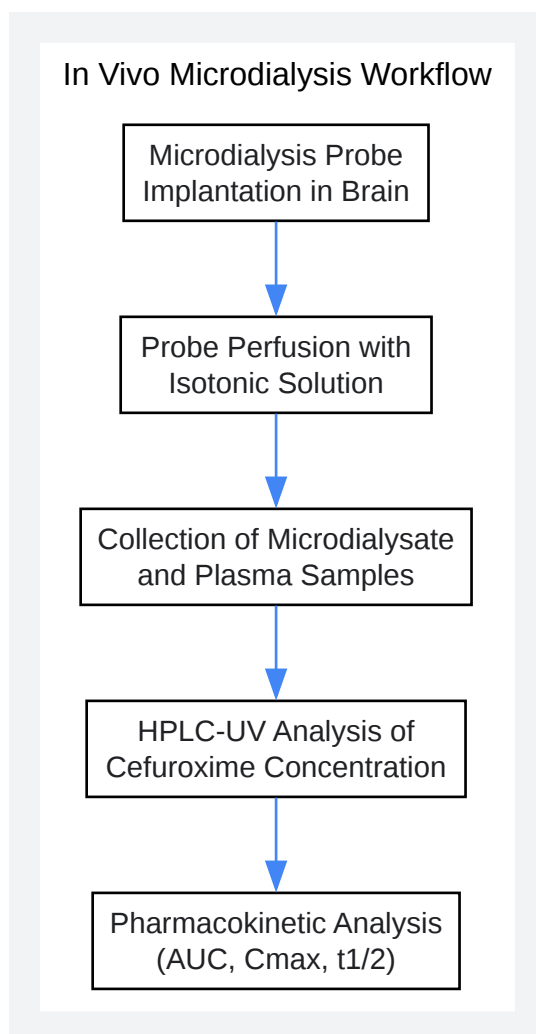 In Vivo Microdialysis Workflow
Microdialysis Probe
Implantation in Brain
Probe Perfusion with
Isotonic Solution
Collection of Microdialysate
and Plasma Samples
HPLC-UV Analysis of
Cefuroxime Concentration
Pharmacokinetic Analysis
(AUC, Cmax, t1/2)